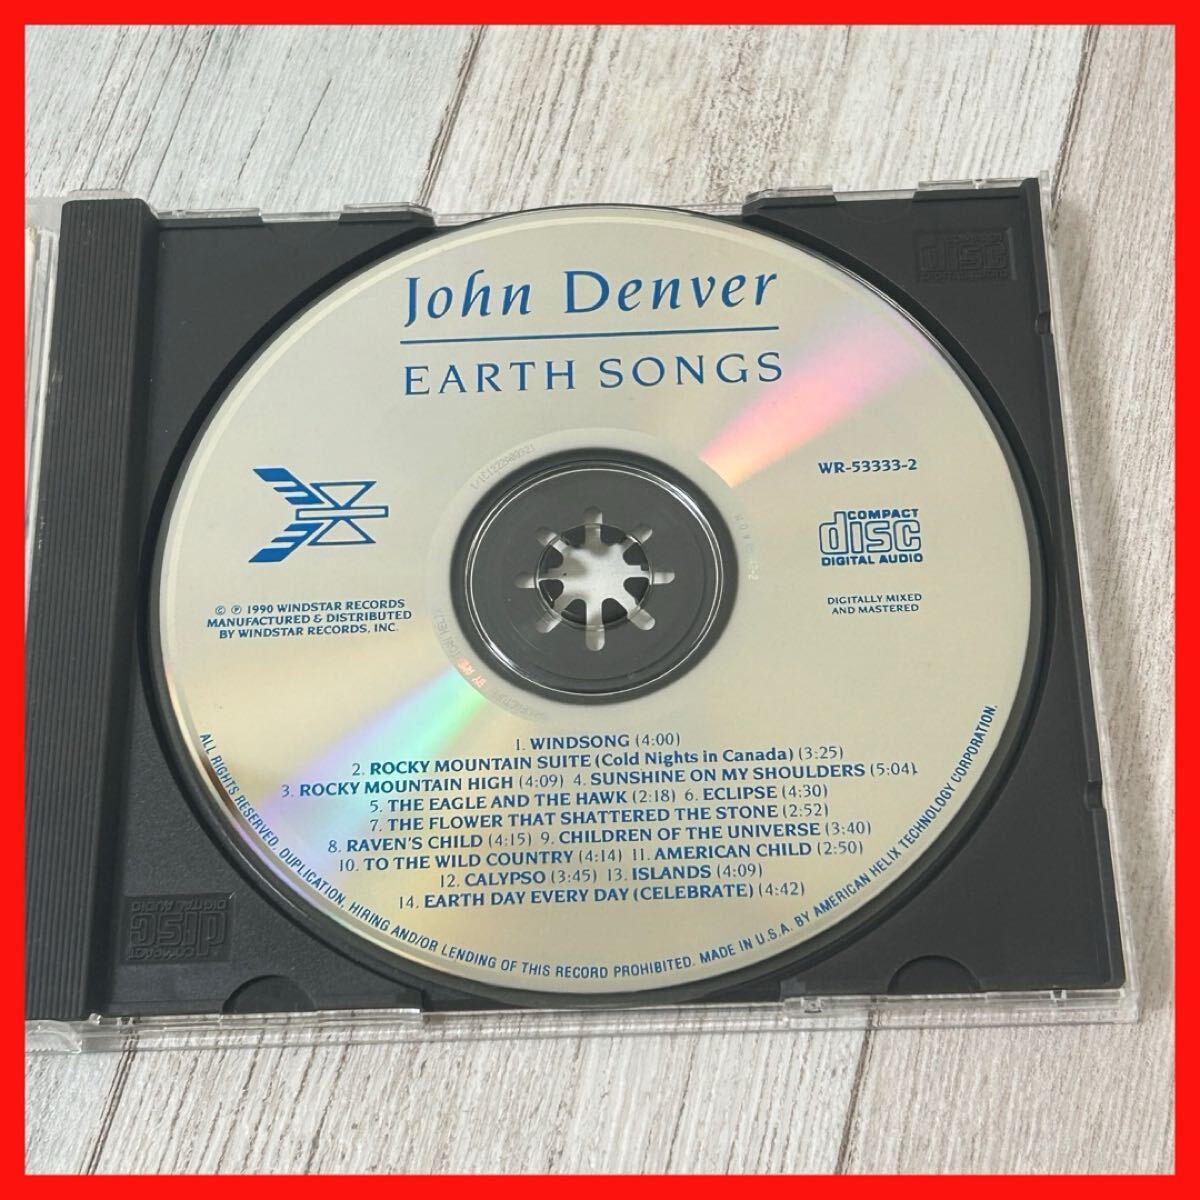 John Denver
EARTH SONGS
WR-53333-2
COMPACT
disc
DIGITAL AUDIO
DIGITALLY MIXED
AND MASTERED
© ℗ 1990 WINDSTAR RECORDS
MANUFACTURED & DISTRIBUTED
BY WINDSTAR RECORDS, INC.
1. WINDSONG (4:00)
2. ROCKY MOUNTAIN SUITE (Cold Nights in Canada) (3:25)
3. ROCKY MOUNTAIN HIGH (4:09) 4. SUNSHINE ON MY SHOULDERS (5:04)
5. THE EAGLE AND THE HAWK (2:18) 6. ECLIPSE (4:30)
7. THE FLOWER THAT SHATTERED THE STONE (2:52)
8. RAVEN'S CHILD (4:15) 9. CHILDREN OF THE UNIVERSE (3:40)
10. TO THE WILD COUNTRY (4:14) 11. AMERICAN CHILD (2:50)
12. CALYPSO (3:45) 13. ISLANDS (4:09)
14. EARTH DAY EVERY DAY (CELEBRATE) (4:42)
ALL RIGHTS RESERVED. DUPLICATION, HIRING AND/OR LENDING OF THIS RECORD PROHIBITED. MADE IN U.S.A. BY AMERICAN HELIX TECHNOLOGY CORPORATION.
COMPACT
disc
DIGITAL AUDIO
disc